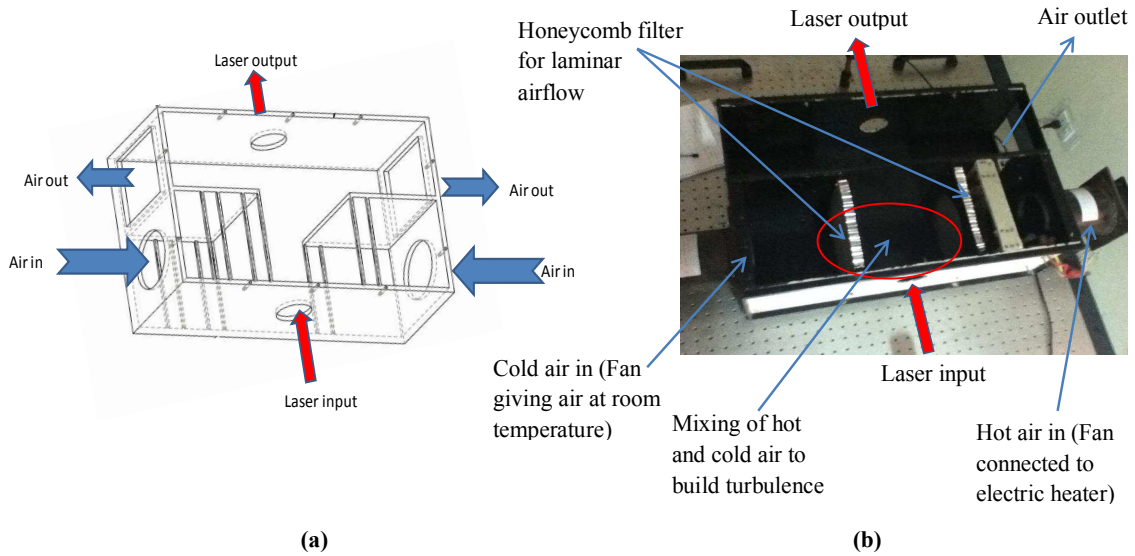 Laser output
Air out
Air out
Air in
Air in
Laser input
(a)
Honeycomb filter
for laminar
airflow
Laser output
Air outlet
Cold air in (Fan
giving air at room
temperature)
Mixing of hot
and cold air to
build turbulence
Laser input
Hot air in (Fan
connected to
electric heater)
(b)